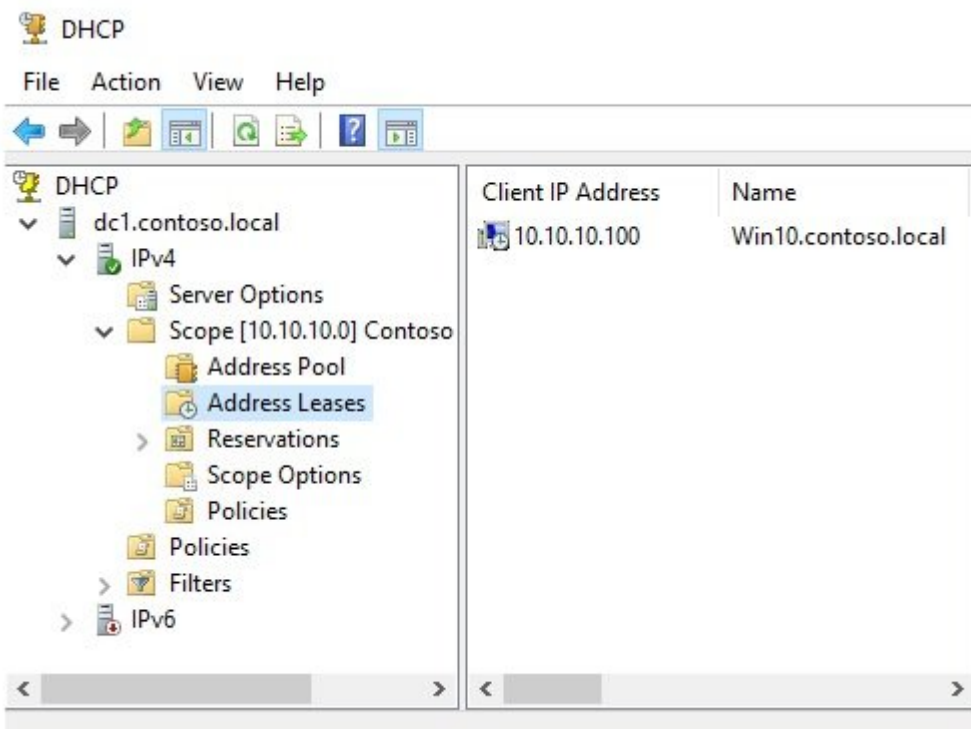 DHCP
File Action View Help
DHCP
dc1.contoso.local
IPv4
Server Options
Scope [10.10.10.0] Contoso
Address Pool
Address Leases
Reservations
Scope Options
Policies
Policies
Filters
IPv6
Client IP Address Name
10.10.10.100 Win10.contoso.local